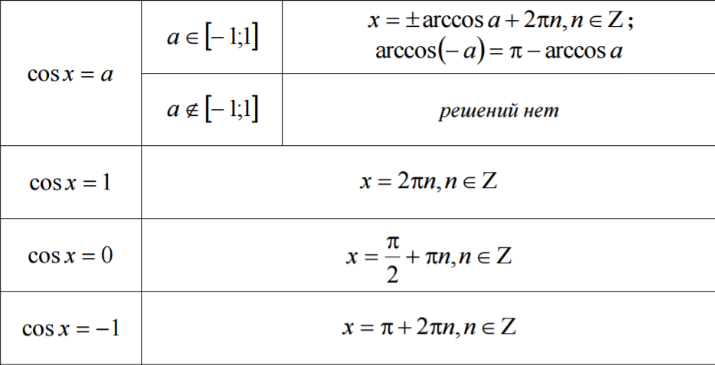 cos x = a
a ∈ [– 1;1]
x = ±arccos a + 2πn, n ∈ Z ;
arccos(– a) = π – arccos a
a ∉ [– 1;1]
решений нет
cos x = 1
x = 2πn, n ∈ Z
cos x = 0
x = π/2 + πn, n ∈ Z
cos x = –1
x = π + 2πn, n ∈ Z